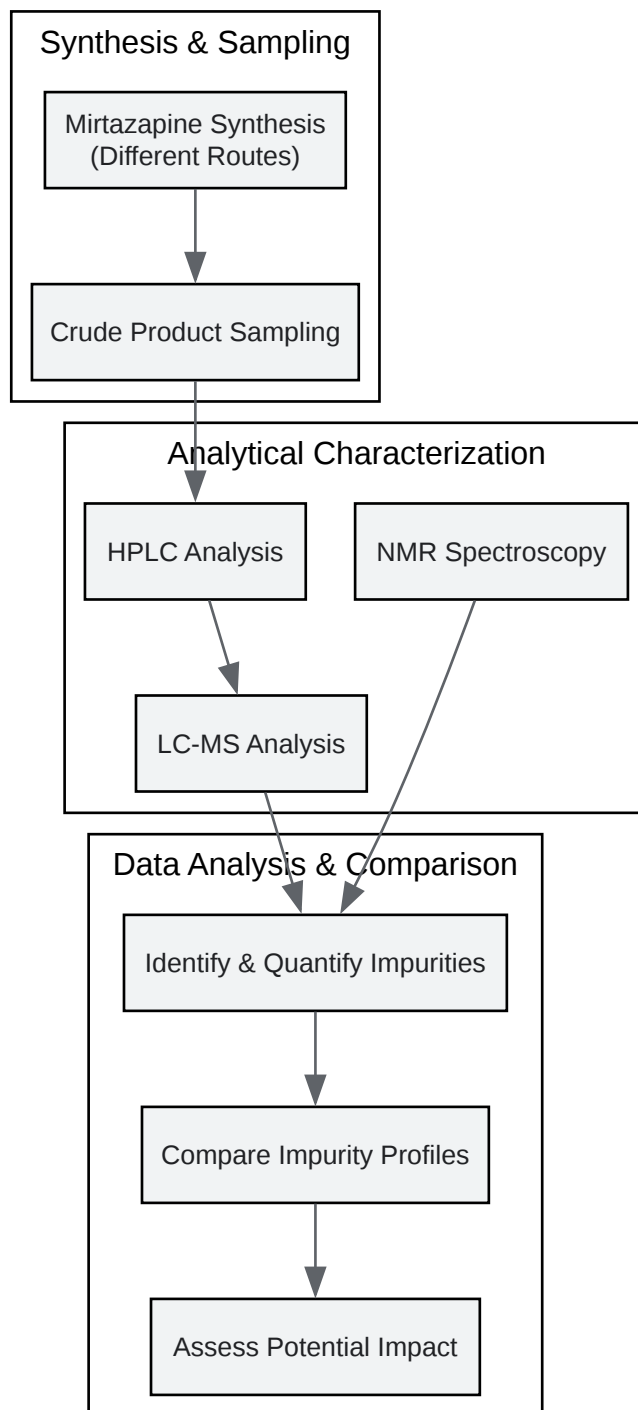 Synthesis & Sampling
Mirtazapine Synthesis
(Different Routes)
Crude Product Sampling
Analytical Characterization
HPLC Analysis
NMR Spectroscopy
LC-MS Analysis
Data Analysis & Comparison
Identify & Quantify Impurities
Compare Impurity Profiles
Assess Potential Impact